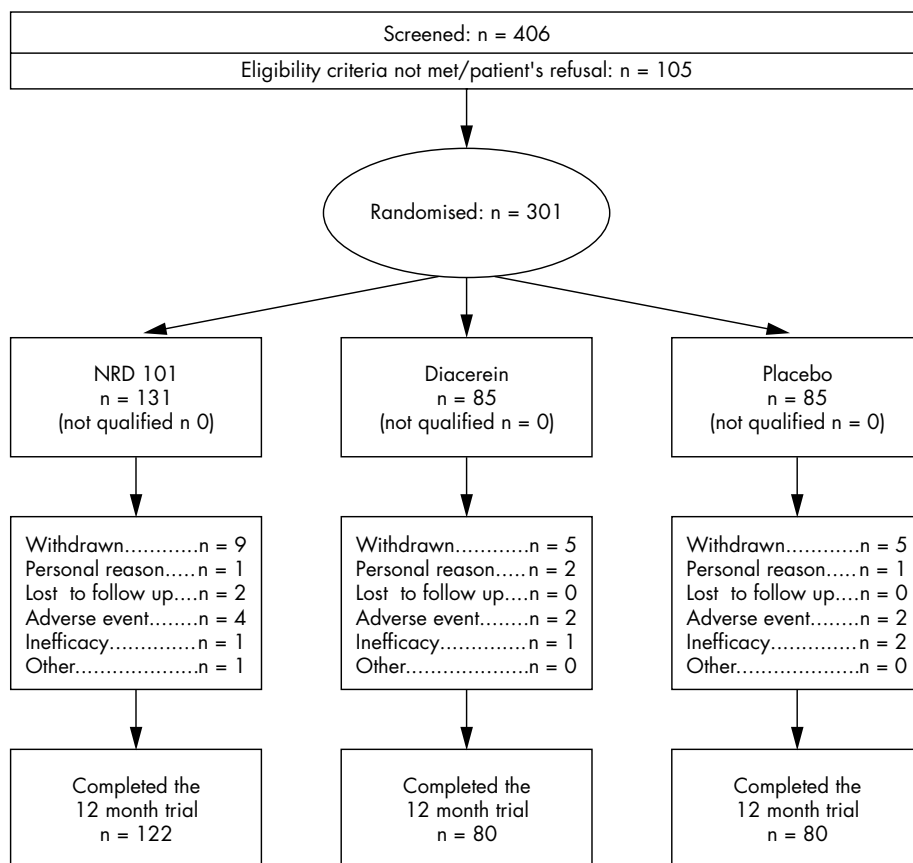 Screened: n = 406
Eligibility criteria not met/patient's refusal: n = 105
Randomised: n = 301
NRD 101
n = 131
(not qualified n 0)
Diacerein
n = 85
(not qualified n = 0)
Placebo
n = 85
(not qualified n = 0)
Withdrawn............n = 9
Personal reason.....n = 1
Lost to follow up....n = 2
Adverse event.......n = 4
Inefficacy..............n = 1
Other...................n = 1
Withdrawn............n = 5
Personal reason.....n = 2
Lost to follow up....n = 0
Adverse event.......n = 2
Inefficacy..............n = 1
Other...................n = 0
Withdrawn............n = 5
Personal reason.....n = 1
Lost to follow up....n = 0
Adverse event.......n = 2
Inefficacy..............n = 2
Other...................n = 0
Completed the
12 month trial
n = 122
Completed the
12 month trial
n = 80
Completed the
12 month trial
n = 80